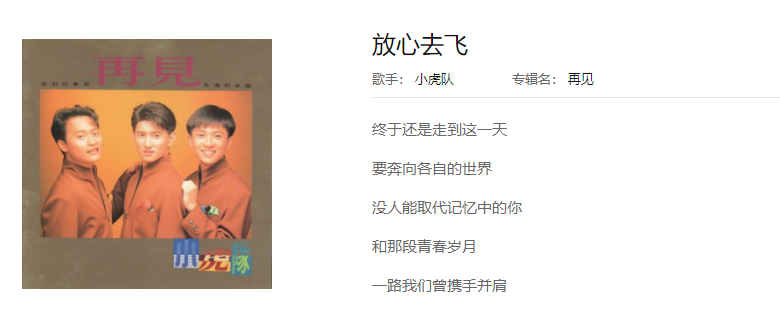 再見
小虎隊
放心去飞
歌手： 小虎队 专辑名： 再见
终于还是走到这一天
要奔向各自的世界
没人能取代记忆中的你
和那段青春岁月
一路我们曾携手并肩